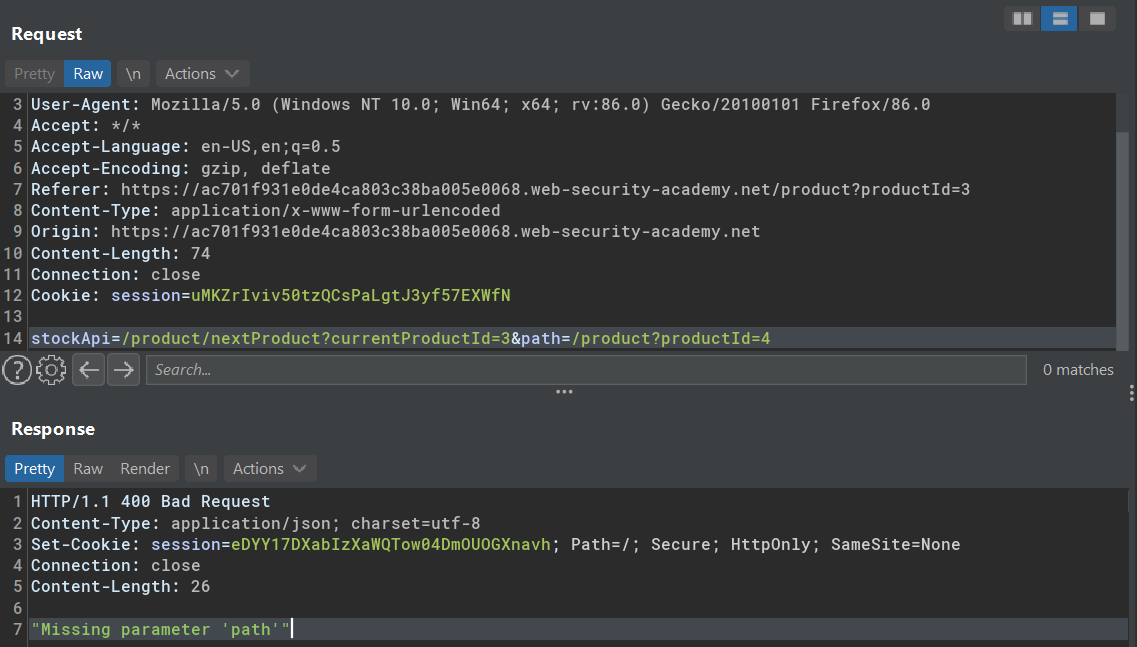 Request
Pretty Raw \n Actions
3 User-Agent: Mozilla/5.0 (Windows NT 10.0; Win64; x64; rv:86.0) Gecko/20100101 Firefox/86.0
4 Accept: */*
5 Accept-Language: en-US,en;q=0.5
6 Accept-Encoding: gzip, deflate
7 Referer: https://ac701f931e0de4ca803c38ba005e0068.web-security-academy.net/product?productId=3
8 Content-Type: application/x-www-form-urlencoded
9 Origin: https://ac701f931e0de4ca803c38ba005e0068.web-security-academy.net
10 Content-Length: 74
11 Connection: close
12 Cookie: session=uMKZrIviv50tzQCsPaLgtJ3yf57EXWfN
13
14 stockApi=/product/nextProduct?currentProductId=3&path=/product?productId=4
? Search... 0 matches
Response
Pretty Raw Render \n Actions
1 HTTP/1.1 400 Bad Request
2 Content-Type: application/json; charset=utf-8
3 Set-Cookie: session=eDYY17DXabIzXaWQTow04DmOUOGXnavh; Path=/; Secure; HttpOnly; SameSite=None
4 Connection: close
5 Content-Length: 26
6
7 "Missing parameter 'path'"